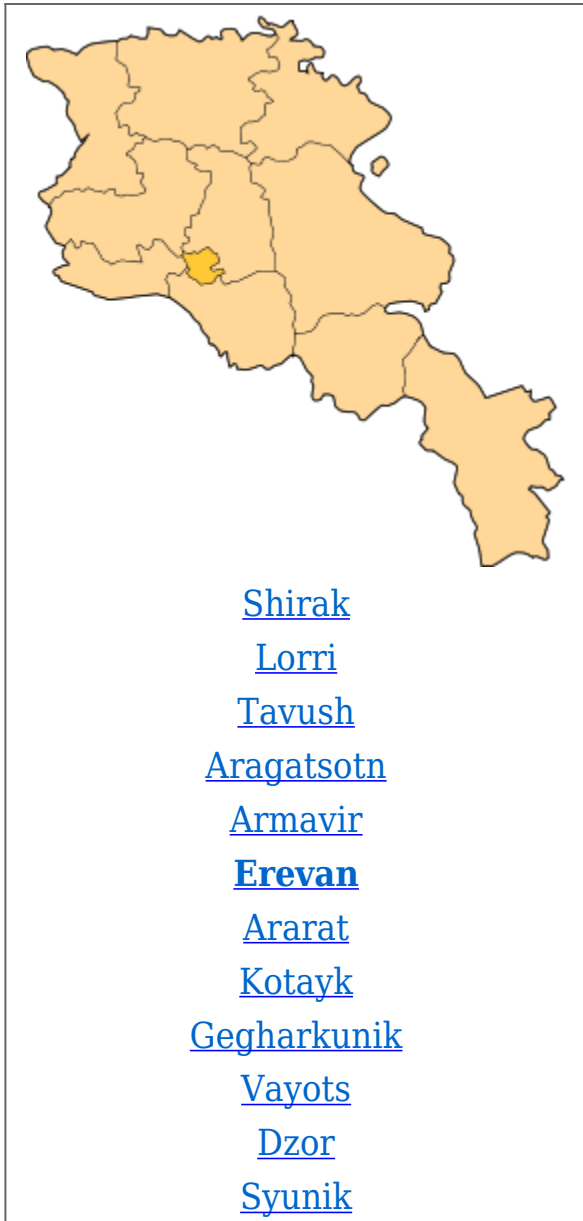 Shirak
Lorri
Tavush
Aragatsotn
Armavir
Erevan
Ararat
Kotayk
Gegharkunik
Vayots
Dzor
Syunik